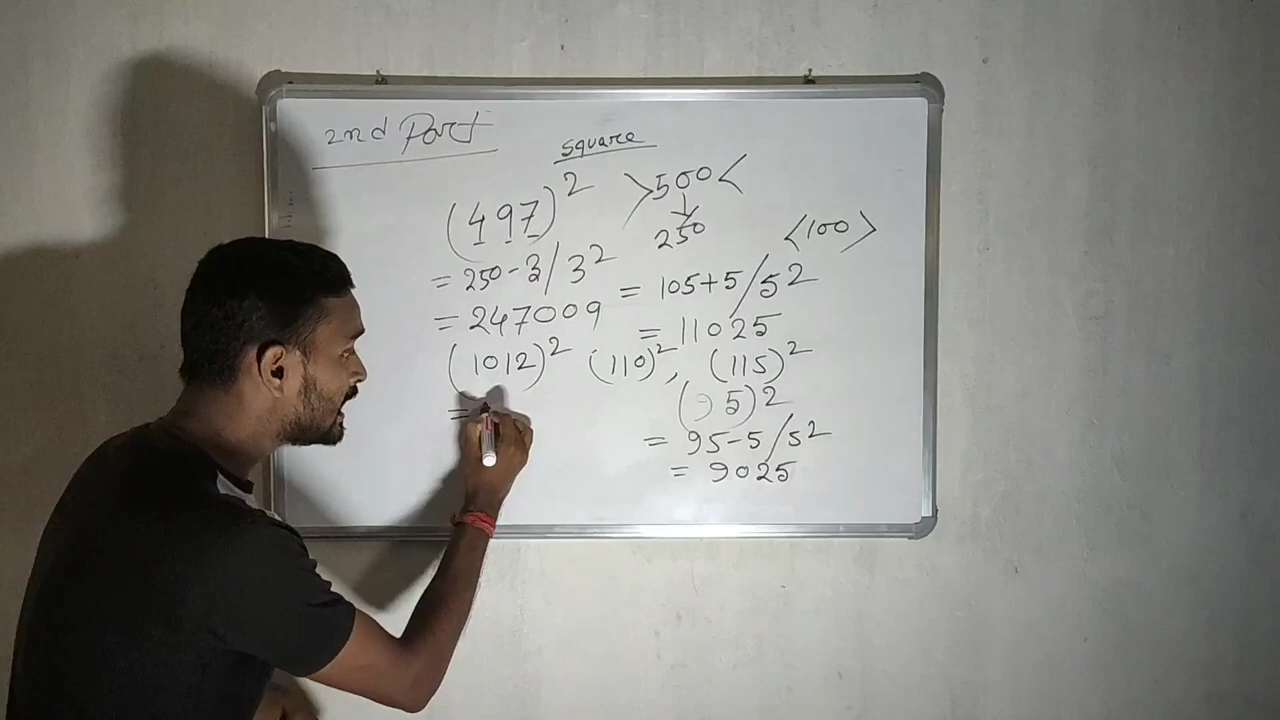 2nd Part
square
(497)² >500<
250
<100>
= 250-3/3² = 105+5/5²
= 247009 = 11025
(1012)² (110)², (115)²
= ( 5)²
= 95-5/5²
= 9025